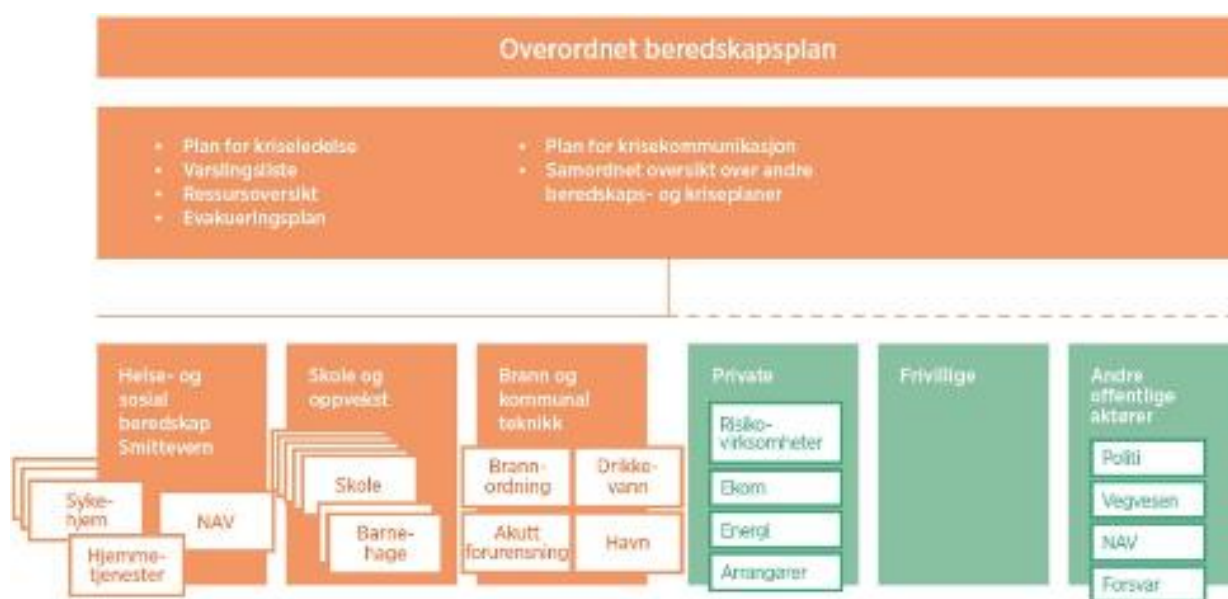 Overordnet beredskapsplan
• Plan for kriseledelse
• Varslingsliste
• Ressursoversikt
• Evakueringsplan
• Plan for krisekommunikasjon
• Samordnet oversikt over andre
beredskaps- og kriseplaner
Helse- og
sosial
beredskap
Smittevern
Syke-
hjem
NAV
Hjemme-
tjenester
Skole og
oppvekst
Skole
Barne-
hage
Brann og
kommunal
teknikk
Brann-
ordning
Drikke-
vann
Akutt
forurensning
Havn
Private
Risiko-
virksomheter
Ekom
Energi
Arrangører
Frivillige
Andre
offentlige
aktører
Politi
Vegvesen
NAV
Forsvar